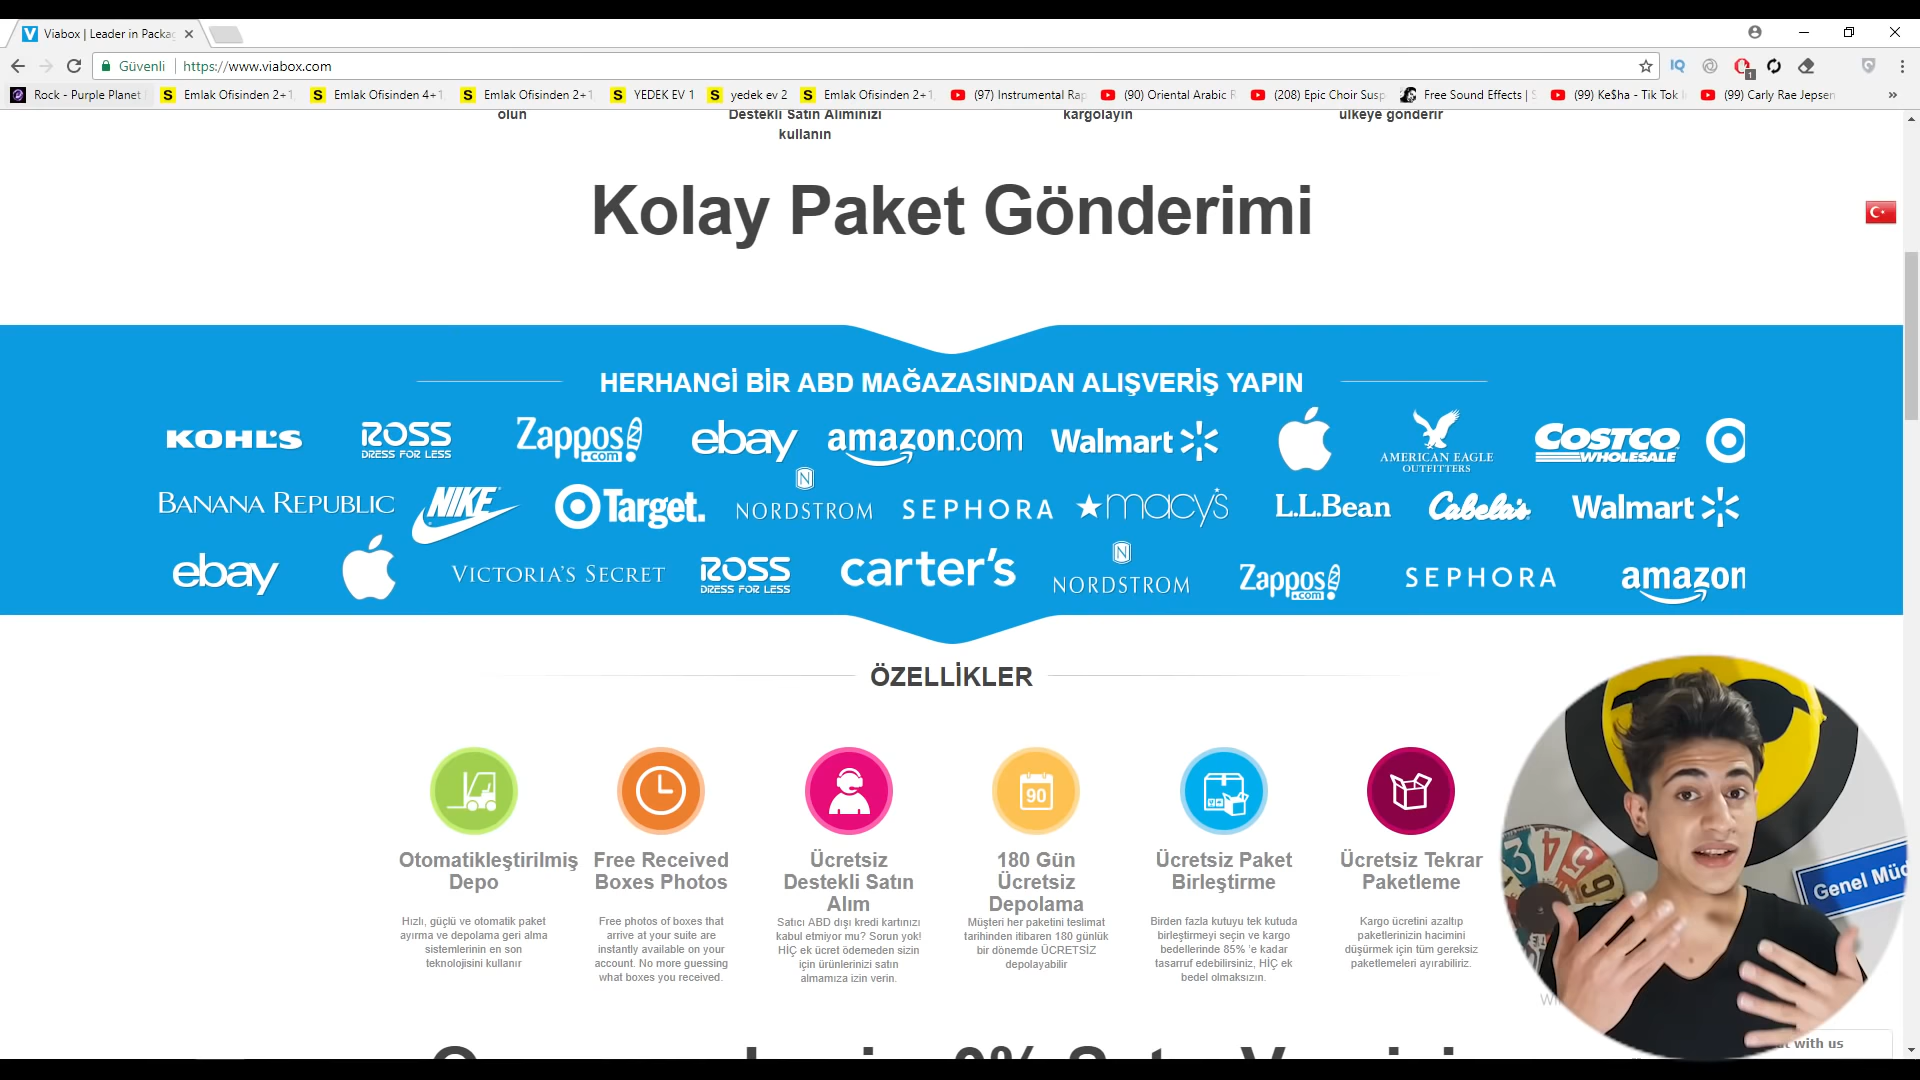 Viabox | Leader in Packa
Güvenli
https://www.viabox.com
IQ
1
Rock - Purple Planet
S Emlak Ofisinden 2+1
S Emlak Ofisinden 4+1
S Emlak Ofisinden 2+1
S YEDEK EV 1
S yedek ev 2
S Emlak Ofisinden 2+1
(97) Instrumental Rap
(90) Oriental Arabic R
(208) Epic Choir Susp
Free Sound Effects | S
(99) Ke$ha - Tik Tok
(99) Carly Rae Jepsen
»
olun
Destekli Satın Alımınızı
kullanın
kargolayın
ülkeye gönderir
Kolay Paket Gönderimi
HERHANGİ BİR ABD MAĞAZASINDAN ALIŞVERİŞ YAPIN
KOHL'S
ROSS
DRESS FOR LESS
Zappos!
.com
ebay
amazon.com
Walmart
AMERICAN EAGLE
OUTFITTERS
COSTCO
WHOLESALE
BANANA REPUBLIC
NIKE
Target.
N
NORDSTROM
SEPHORA
macy's
L.L.Bean
Cabela's
Walmart
ebay
VICTORIA'S SECRET
ROSS
DRESS FOR LESS
carter's
N
NORDSTROM
Zappos!
.com
SEPHORA
amazon
ÖZELLİKLER
90
Otomatikleştirilmiş
Depo
Hızlı, güçlü ve otomatik paket
ayırma ve depolama geri alma
sistemlerinin en son
teknolojisini kullanır
Free Received
Boxes Photos
Free photos of boxes that
arrive at your suite are
instantly available on your
account. No more guessing
what boxes you received.
Ücretsiz
Destekli Satın
Alım
Satıcı ABD dışı kredi kartınızı
kabul etmiyor mu? Sorun yok!
HİÇ ek ücret ödemeden sizin
için ürünlerinizi satın
almamıza izin verin.
180 Gün
Ücretsiz
Depolama
Müşteri her paketini teslimat
tarihinden itibaren 180 günlük
bir dönemde ÜCRETSİZ
depolayabilir
Ücretsiz Paket
Birleştirme
Birden fazla kutuyu tek kutuda
birleştirmeyi seçin ve kargo
bedellerinde 85% 'e kadar
tasarruf edebilirsiniz, HİÇ ek
bedel olmaksızın.
Ücretsiz Tekrar
Paketleme
Kargo ücretini azaltıp
paketlerinizin hacimini
düşürmek için tüm gereksiz
paketlemeleri ayırabiliriz.
3 4 5 6
Genel Müd
with us